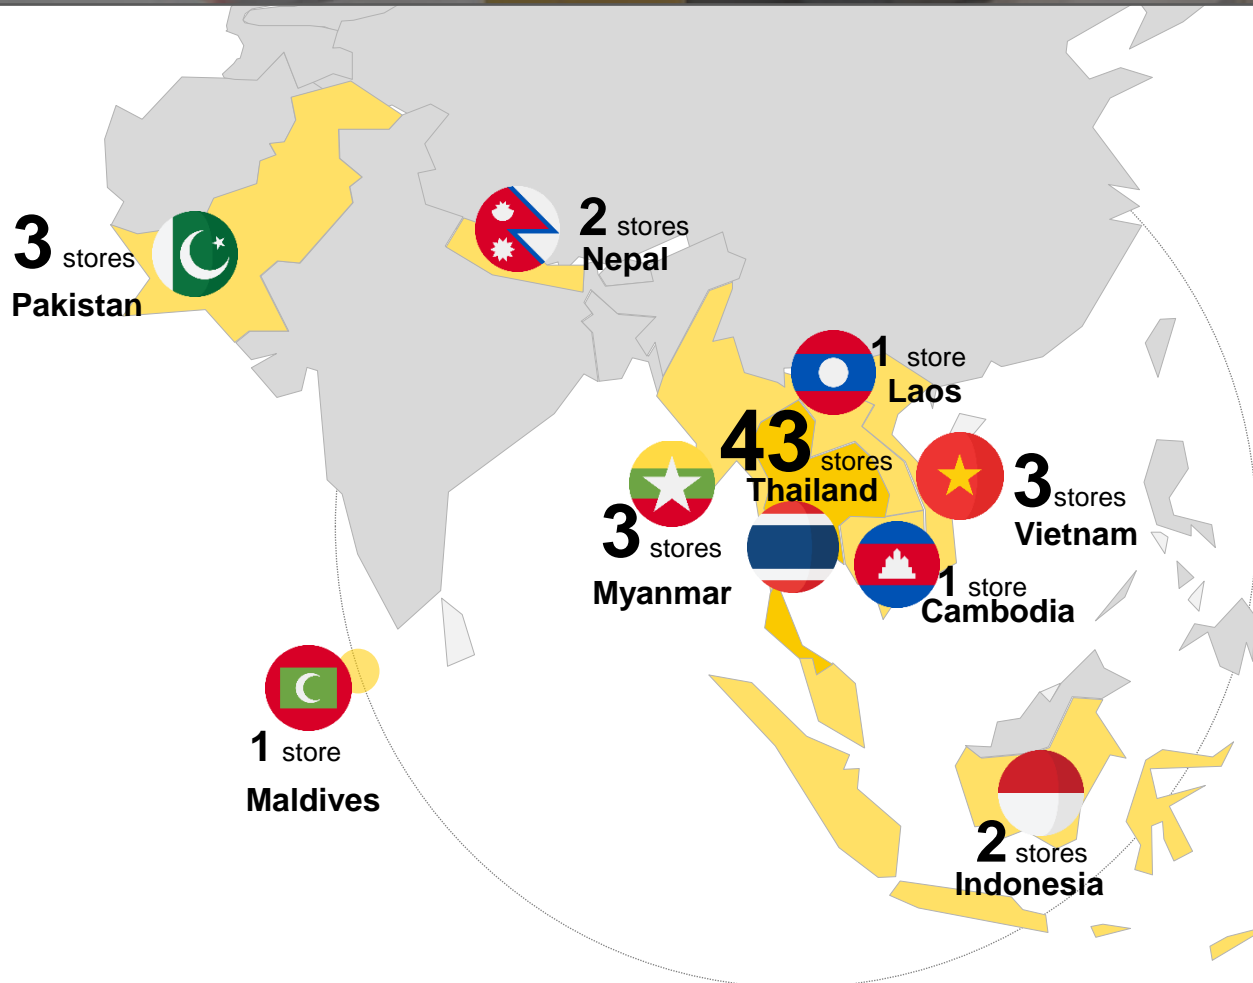 3 stores
Pakistan
2 stores
Nepal
1 store
Laos
43 stores
Thailand
3 stores
Vietnam
3 stores
Myanmar
1 store
Cambodia
1 store
Maldives
2 stores
Indonesia